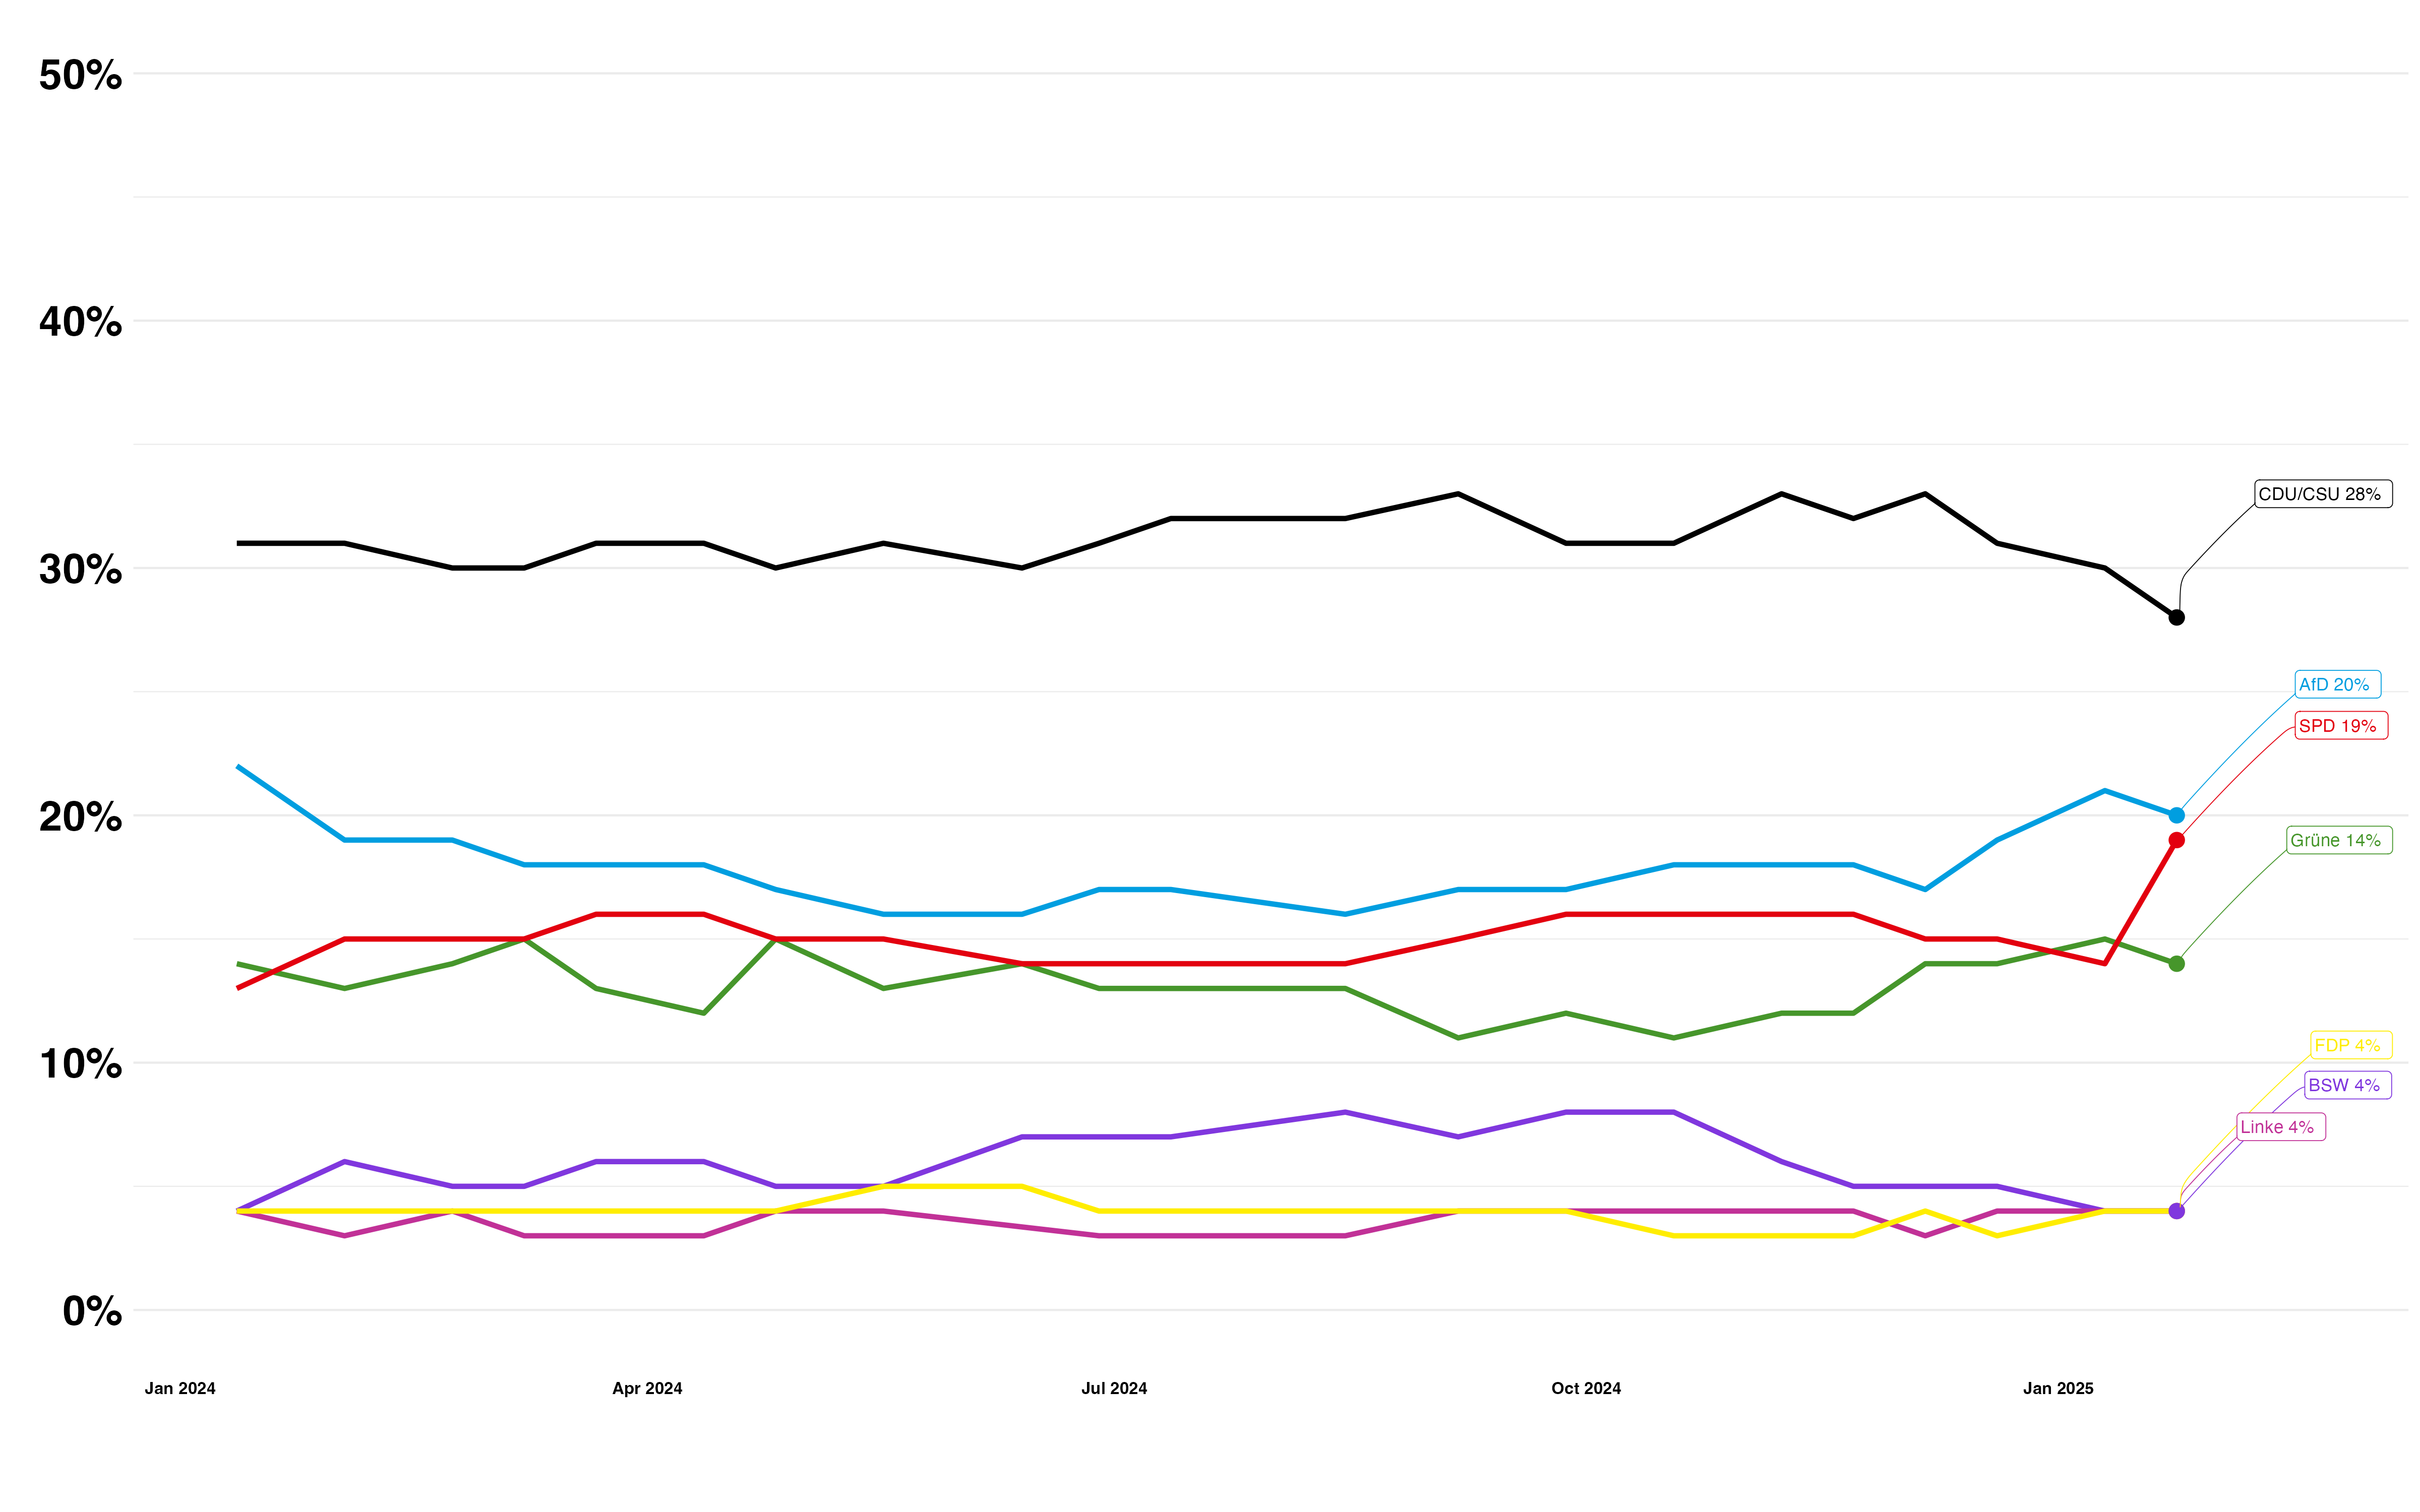 50%
40%
30%
20%
10%
0%
CDU/CSU 28%
AfD 20%
SPD 19%
Grüne 14%
FDP 4%
BSW 4%
Linke 4%
Jan 2024
Apr 2024
Jul 2024
Oct 2024
Jan 2025